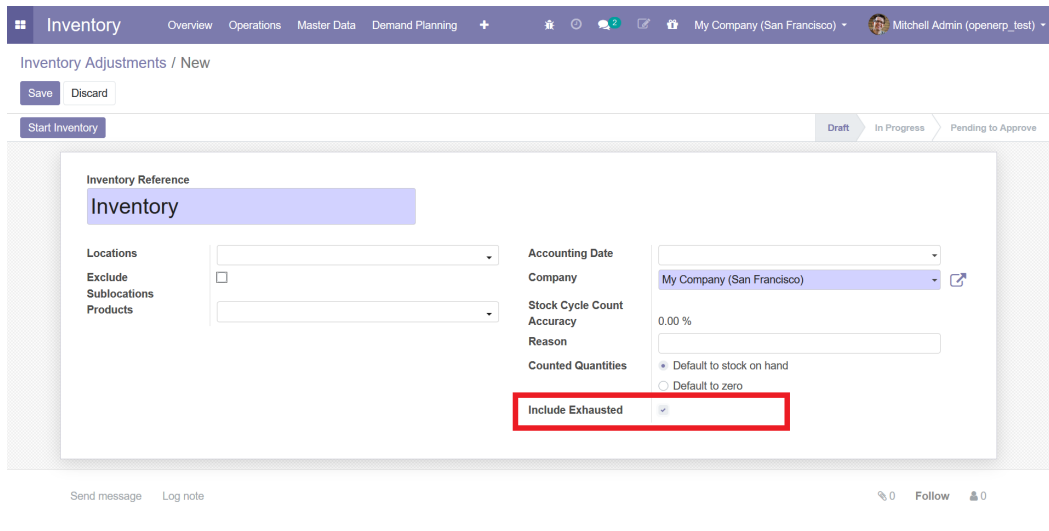 Inventory Overview Operations Master Data Demand Planning + 2 My Company (San Francisco) Mitchell Admin (openerp_test)
Inventory Adjustments / New
Save Discard
Start Inventory Draft In Progress Pending to Approve
Inventory Reference
Inventory
Locations
Exclude
Sublocations
Products
Accounting Date
Company My Company (San Francisco)
Stock Cycle Count
Accuracy 0.00 %
Reason
Counted Quantities Default to stock on hand
Default to zero
Include Exhausted
Send message Log note 0 Follow 0